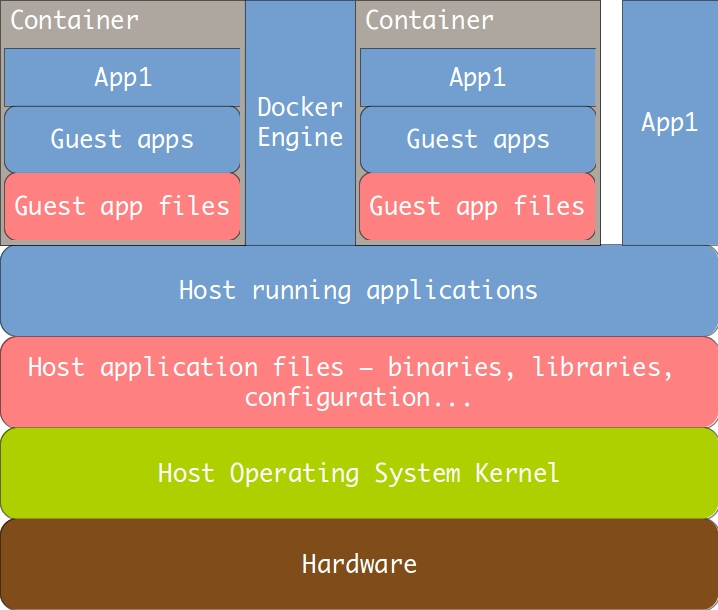 Container
App1
Guest apps
Guest app files
Docker
Engine
Container
App1
Guest apps
Guest app files
App1
Host running applications
Host application files – binaries, libraries,
configuration...
Host Operating System Kernel
Hardware